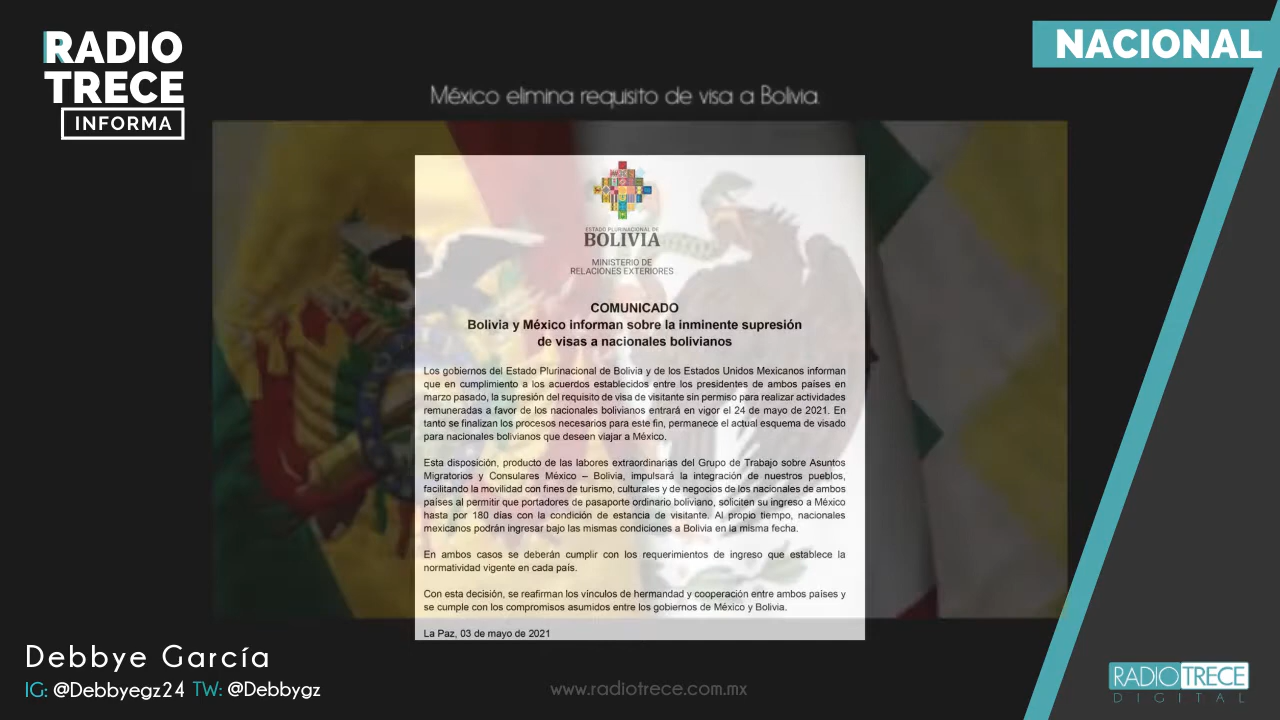 RADIO
TRECE
INFORMA
NACIONAL
México elimina requisito de visa a Bolivia
ESTADO PLURINACIONAL DE
BOLIVIA
MINISTERIO DE
RELACIONES EXTERIORES
COMUNICADO
Bolivia y México informan sobre la inminente supresión
de visas a nacionales bolivianos
Los gobiernos del Estado Plurinacional de Bolivia y de los Estados Unidos Mexicanos informan
que en cumplimiento a los acuerdos establecidos entre los presidentes de ambos países en
marzo pasado, la supresión del requisito de visa de visitante sin permiso para realizar actividades
remuneradas a favor de los nacionales bolivianos entrará en vigor el 24 de mayo de 2021. En
tanto se finalizan los procesos necesarios para este fin, permanece el actual esquema de visado
para nacionales bolivianos que deseen viajar a México.
Esta disposición, producto de las labores extraordinarias del Grupo de Trabajo sobre Asuntos
Migratorios y Consulares México – Bolivia, impulsará la integración de nuestros pueblos,
facilitando la movilidad con fines de turismo, culturales y de negocios de los nacionales de ambos
países al permitir que portadores de pasaporte ordinario boliviano, soliciten su ingreso a México
hasta por 180 días con la condición de estancia de visitante. Al propio tiempo, nacionales
mexicanos podrán ingresar bajo las mismas condiciones a Bolivia en la misma fecha.
En ambos casos se deberán cumplir con los requerimientos de ingreso que establece la
normatividad vigente en cada país.
Con esta decisión, se reafirman los vínculos de hermandad y cooperación entre ambos países y
se cumple con los compromisos asumidos entre los gobiernos de México y Bolivia.
La Paz, 03 de mayo de 2021
Debbye García
IG: @Debbyegz24 TW: @Debbygz
www.radiotrece.com.mx
RADIO TRECE
DIGITAL